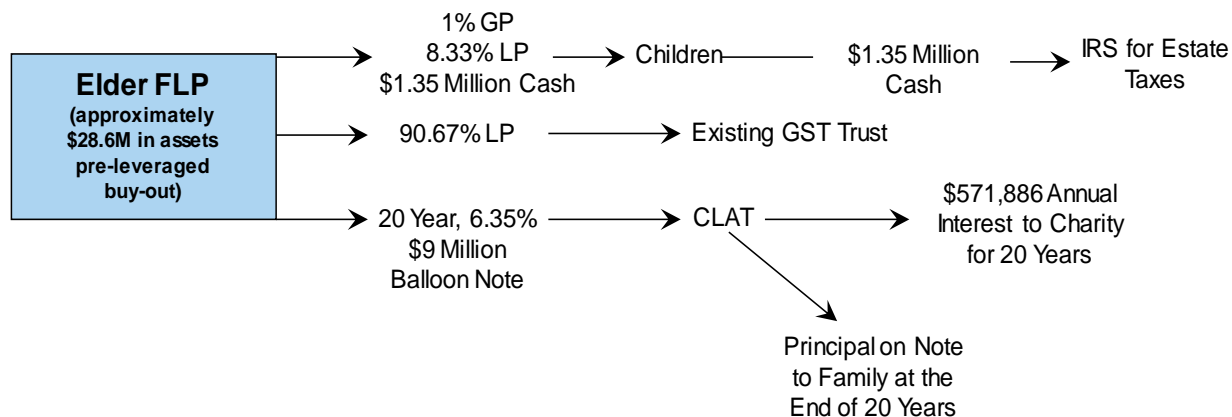 Elder FLP
(approximately
$28.6M in assets
pre-leveraged
buy-out)
1% GP
8.33% LP
$1.35 Million Cash
Children
$1.35 Million
Cash
IRS for Estate
Taxes
90.67% LP
Existing GST Trust
20 Year, 6.35%
$9 Million
Balloon Note
CLAT
$571,886 Annual
Interest to Charity
for 20 Years
Principal on Note
to Family at the
End of 20 Years